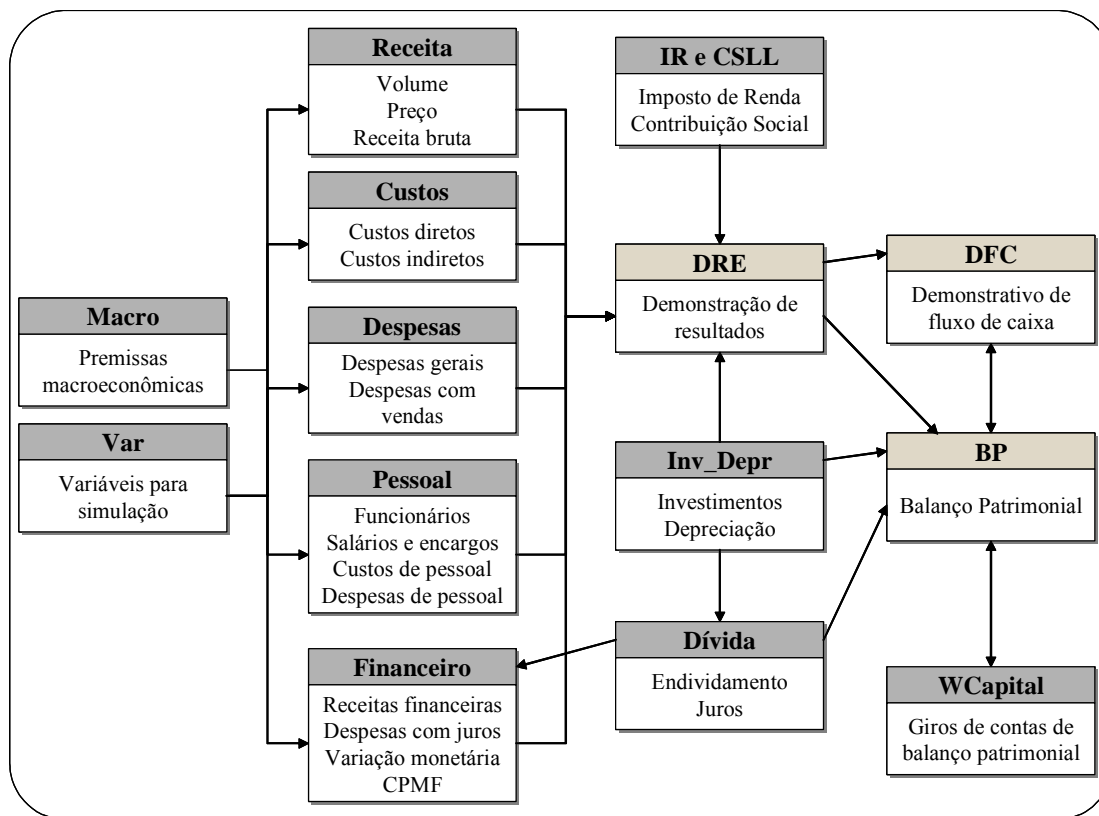 Macro
Premissas
macroeconômicas
Var
Variáveis para
simulação
Receita
Volume
Preço
Receita bruta
Custos
Custos diretos
Custos indiretos
Despesas
Despesas gerais
Despesas com
vendas
Pessoal
Funcionários
Salários e encargos
Custos de pessoal
Despesas de pessoal
Financeiro
Receitas financeiras
Despesas com juros
Variação monetária
CPMF
IR e CSLL
Imposto de Renda
Contribuição Social
DRE
Demonstração de
resultados
Inv_Depr
Investimentos
Depreciação
Dívida
Endividamento
Juros
DFC
Demonstrativo de
fluxo de caixa
BP
Balanço Patrimonial
WCapital
Giros de contas de
balanço patrimonial